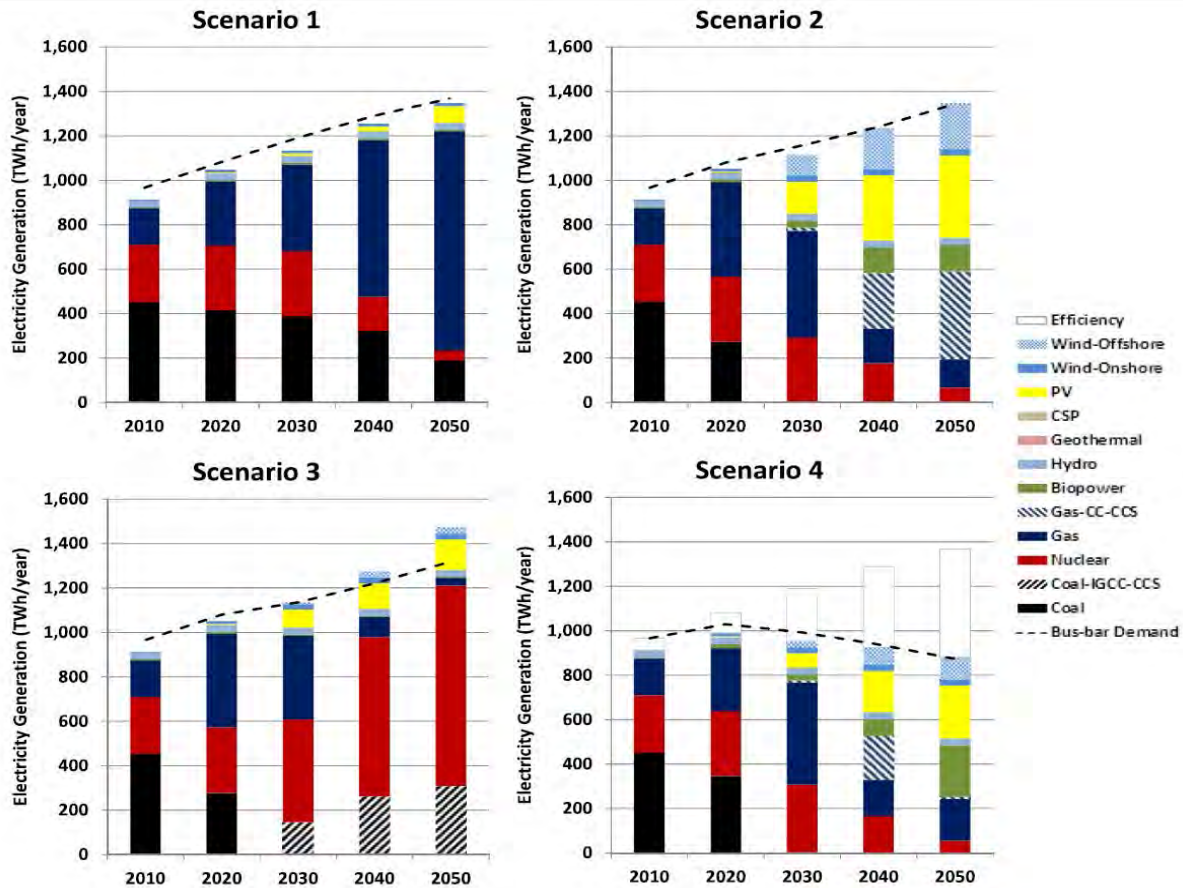 Scenario 1
Electricity Generation (TWh/year)
1,600
1,400
1,200
1,000
800
600
400
200
0
2010 2020 2030 2040 2050
Scenario 2
Electricity Generation (TWh/year)
1,600
1,400
1,200
1,000
800
600
400
200
0
2010 2020 2030 2040 2050
Scenario 3
Electricity Generation (TWh/year)
1,600
1,400
1,200
1,000
800
600
400
200
0
2010 2020 2030 2040 2050
Scenario 4
Electricity Generation (TWh/year)
1,600
1,400
1,200
1,000
800
600
400
200
0
2010 2020 2030 2040 2050
Efficiency
Wind-Offshore
Wind-Onshore
PV
CSP
Geothermal
Hydro
Biopower
Gas-CC-CCS
Gas
Nuclear
Coal-IGCC-CCS
Coal
Bus-bar Demand